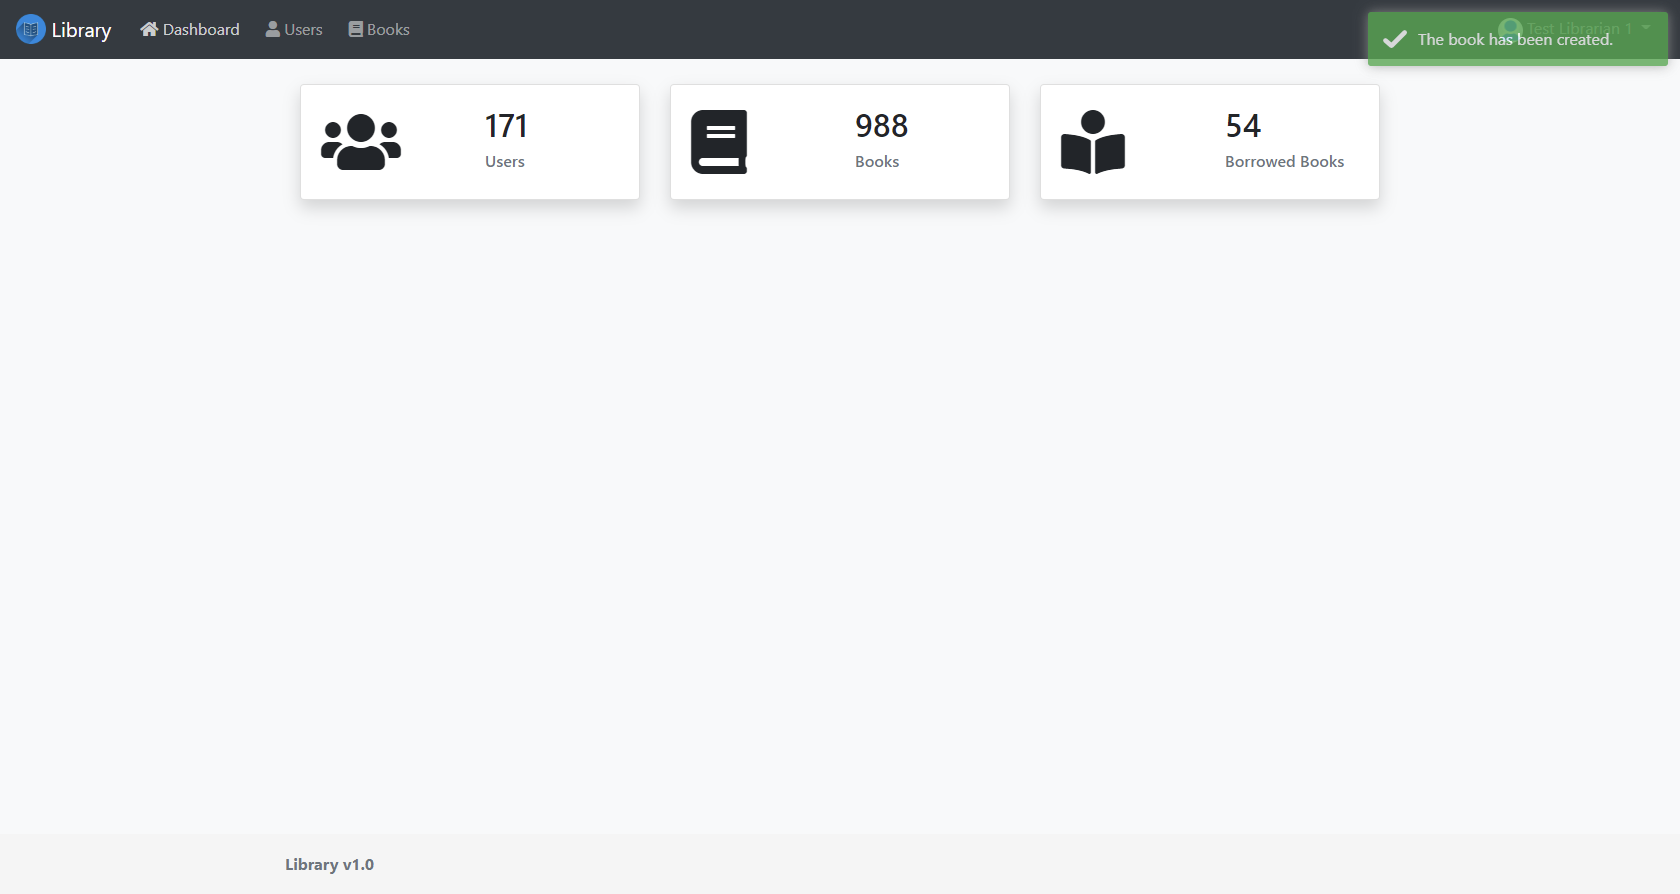 Library
Dashboard
Users
Books
Test Librarian 1
The book has been created.
171
Users
988
Books
54
Borrowed Books
Library v1.0